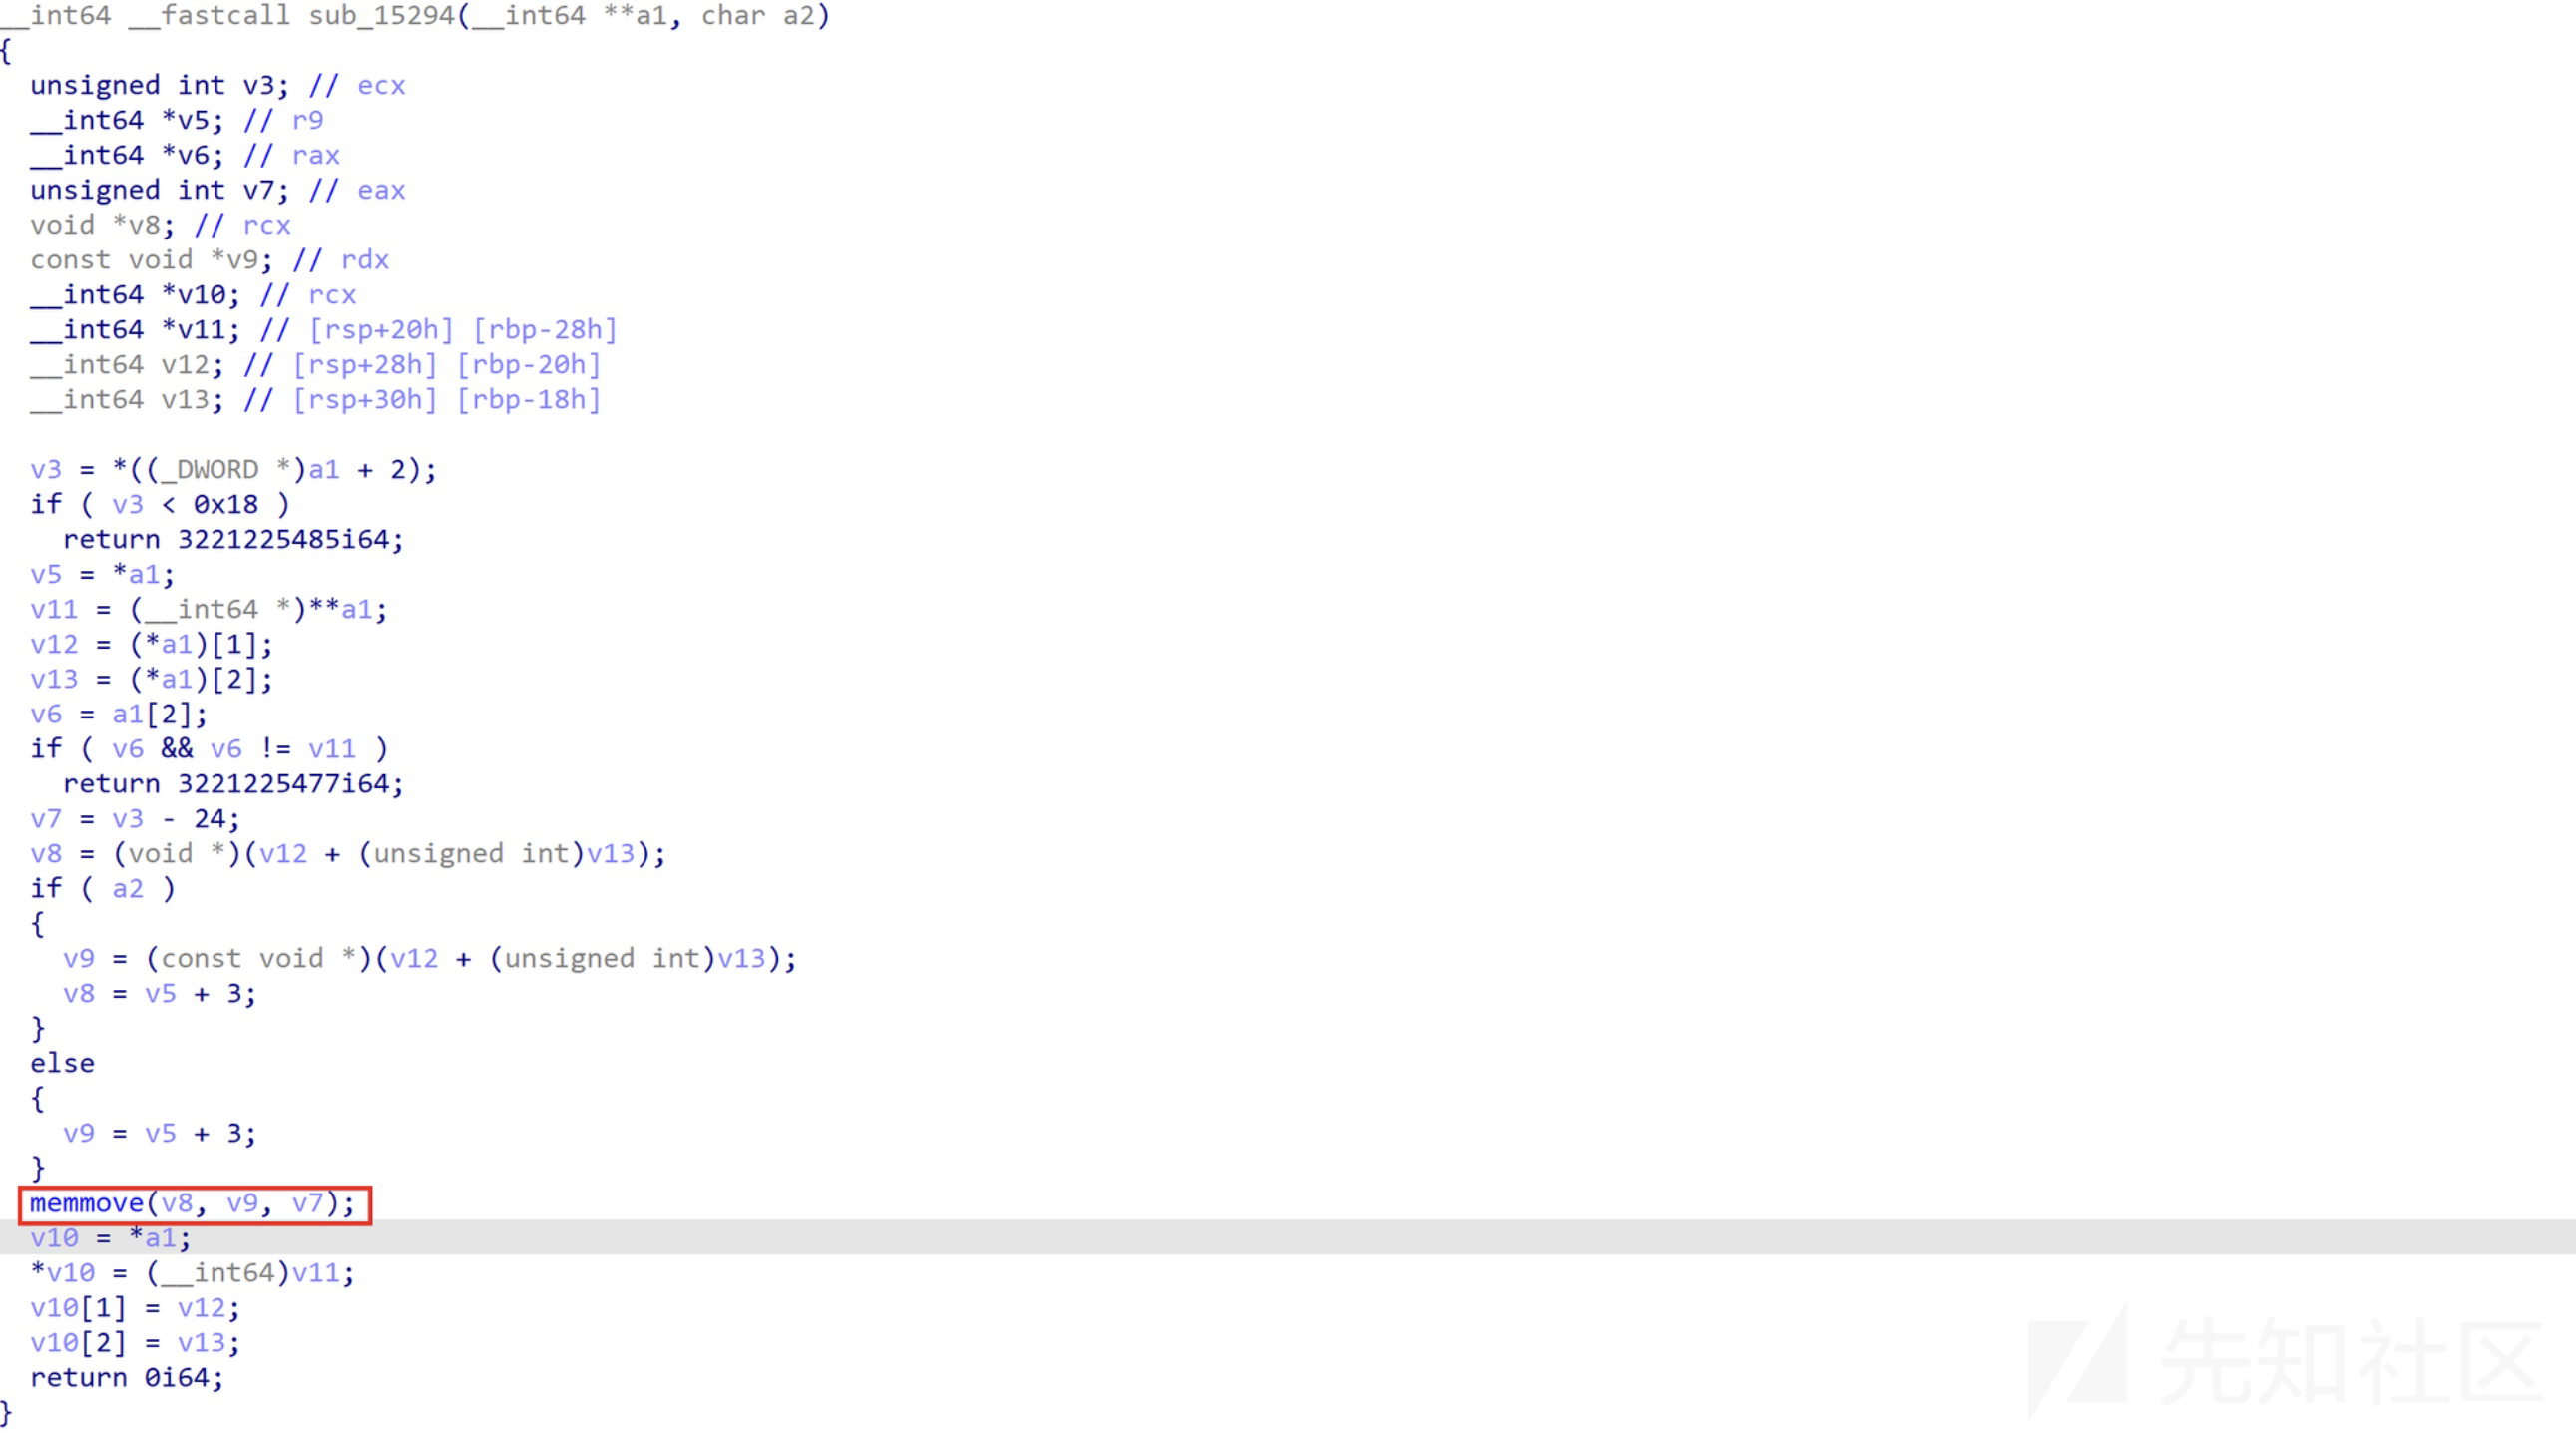 __int64 __fastcall sub_15294(__int64 **a1, char a2)
{
  unsigned int v3; // ecx
  __int64 *v5; // r9
  __int64 *v6; // rax
  unsigned int v7; // eax
  void *v8; // rcx
  const void *v9; // rdx
  __int64 *v10; // rcx
  __int64 *v11; // [rsp+20h] [rbp-28h]
  __int64 v12; // [rsp+28h] [rbp-20h]
  __int64 v13; // [rsp+30h] [rbp-18h]

  v3 = *((_DWORD *)a1 + 2);
  if ( v3 < 0x18 )
    return 3221225485i64;
  v5 = *a1;
  v11 = (__int64 *)**a1;
  v12 = (*a1)[1];
  v13 = (*a1)[2];
  v6 = a1[2];
  if ( v6 && v6 != v11 )
    return 3221225477i64;
  v7 = v3 - 24;
  v8 = (void *)(v12 + (unsigned int)v13);
  if ( a2 )
  {
    v9 = (const void *)(v12 + (unsigned int)v13);
    v8 = v5 + 3;
  }
  else
  {
    v9 = v5 + 3;
  }
  memmove(v8, v9, v7);
  v10 = *a1;
  *v10 = (__int64)v11;
  v10[1] = v12;
  v10[2] = v13;
  return 0i64;
}
先知社区